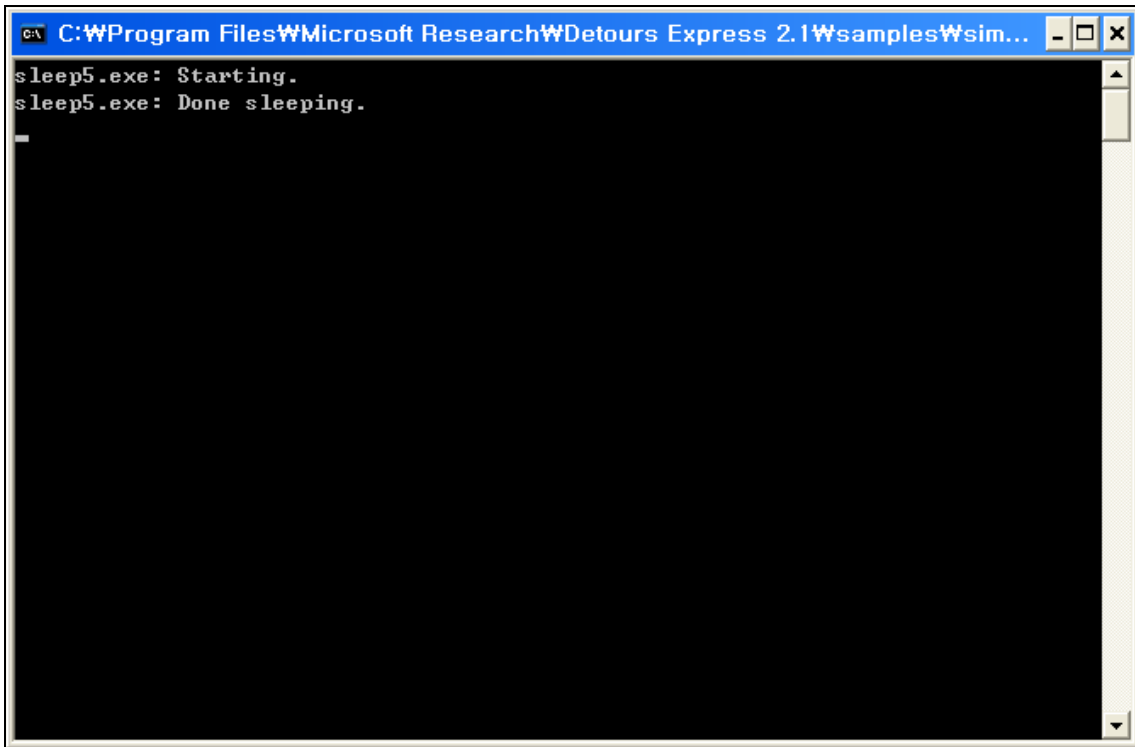 C:₩Program Files₩Microsoft Research₩Detours Express 2.1₩samples₩sim...
sleep5.exe: Starting.
sleep5.exe: Done sleeping.